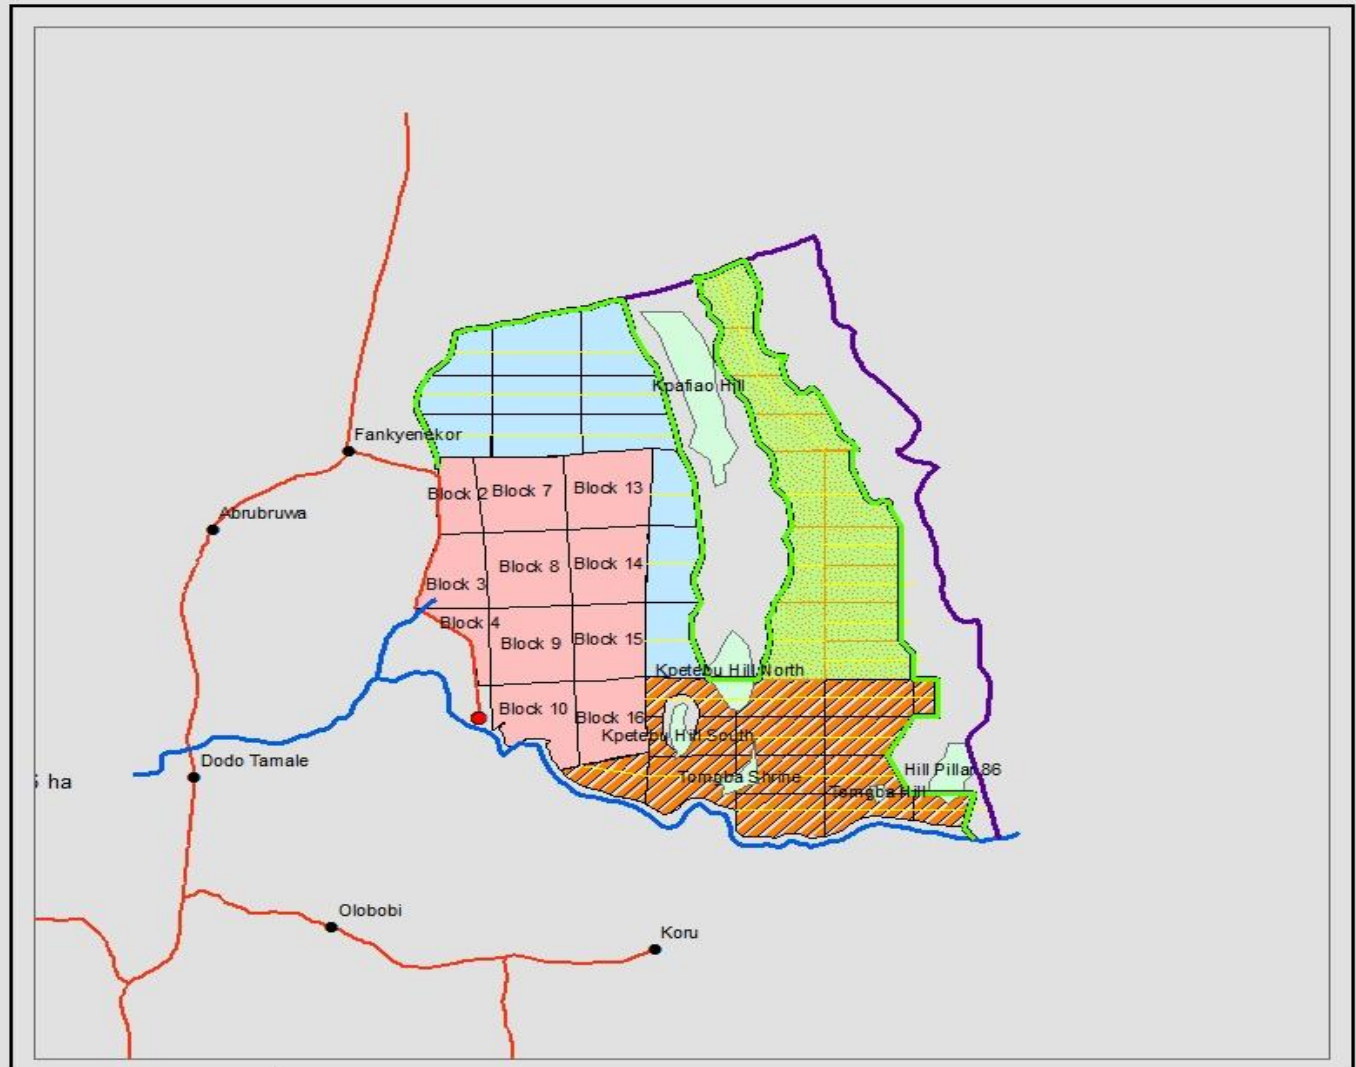 Kpafiao Hill
Fankyenekor
Block 2
Block 7
Block 13
Abrubruwa
Block 8
Block 14
Block 3
Block 4
Block 9
Block 15
Kpetebu Hill North
Block 10
Block 16
Kpetebu Hill South
Dodo Tamale
ha
Tomgba Shrine
Hill Pillar 86
Tomgba Hill
Olobobi
Koru